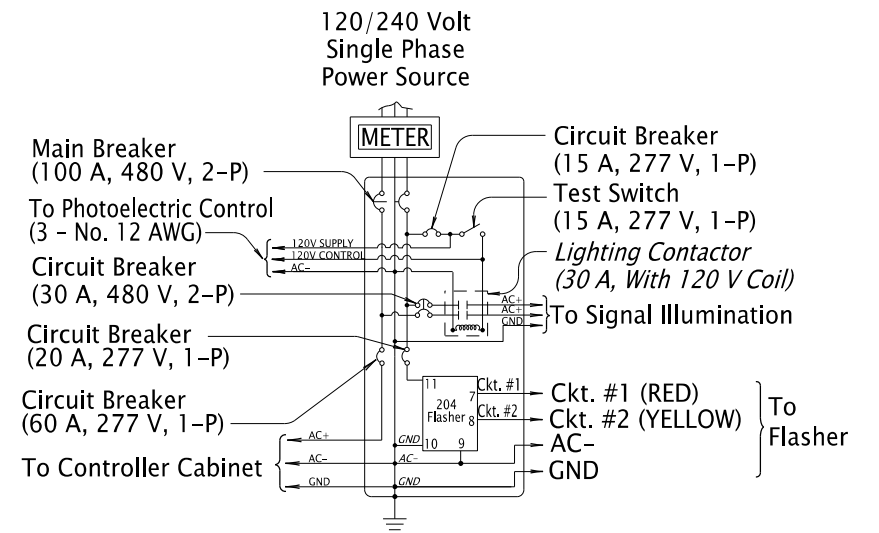 120/240 Volt
Single Phase
Power Source
METER
Main Breaker
(100 A, 480 V, 2-P)
To Photoelectric Control
(3 - No. 12 AWG)
Circuit Breaker
(30 A, 480 V, 2-P)
Circuit Breaker
(20 A, 277 V, 1-P)
Circuit Breaker
(60 A, 277 V, 1-P)
To Controller Cabinet
Circuit Breaker
(15 A, 277 V, 1-P)
Test Switch
(15 A, 277 V, 1-P)
Lighting Contactor
(30 A, With 120 V Coil)
120V SUPPLY
120V CONTROL
AC-
AC+
AC+
GND
To Signal Illumination
11
7
Ckt. #1
204
Flasher
8
Ckt. #2
GND
10
9
Ckt. #1 (RED)
Ckt. #2 (YELLOW)
AC-
GND
To
Flasher
AC+
AC-
AC-
GND
GND